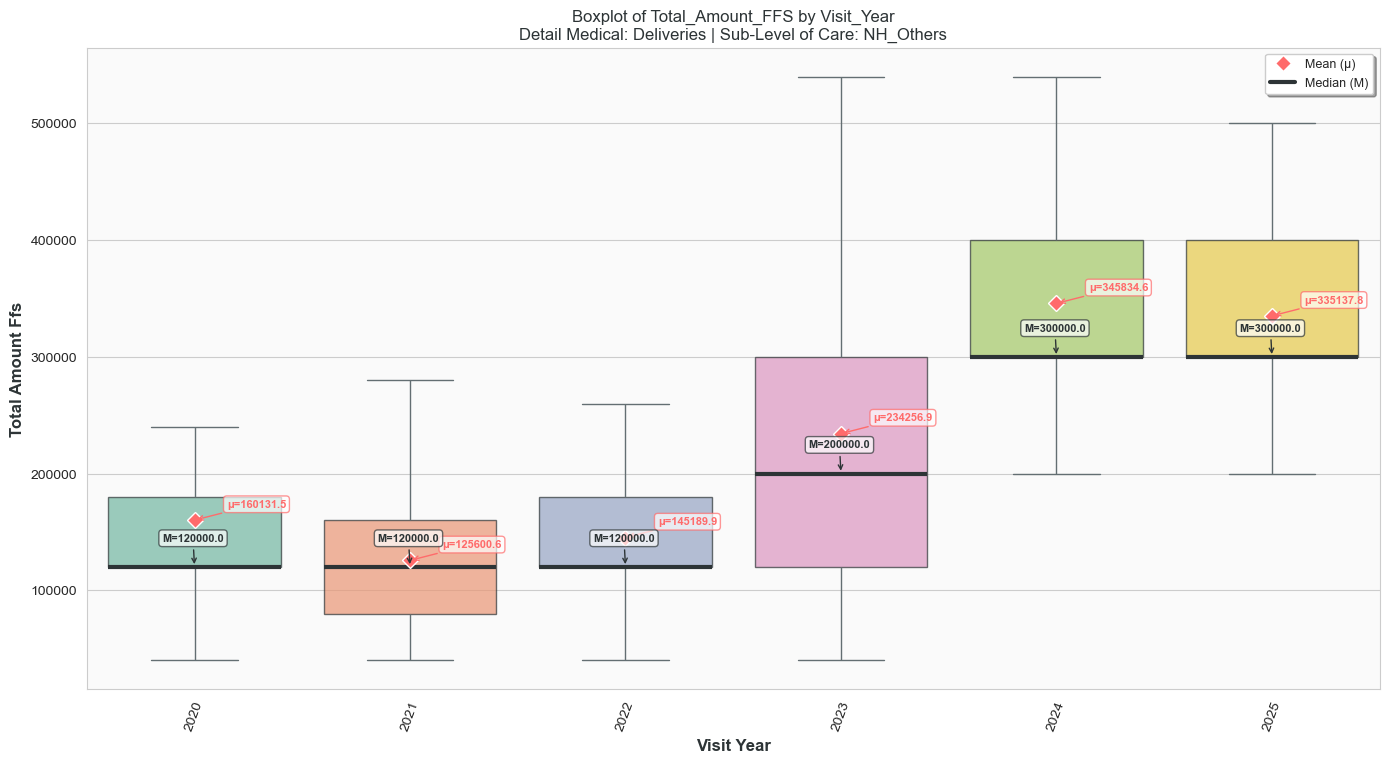 Boxplot of Total_Amount_FFS by Visit_Year
Detail Medical: Deliveries | Sub-Level of Care: NH_Others
Mean (μ)
Median (M)
Total Amount Ffs
500000
400000
300000
200000
100000
μ=160131.5
M=120000.0
M=120000.0
μ=125600.6
μ=145189.9
M=120000.0
μ=234256.9
M=200000.0
μ=345834.6
M=300000.0
μ=335137.8
M=300000.0
2020
2021
2022
2023
2024
2025
Visit Year